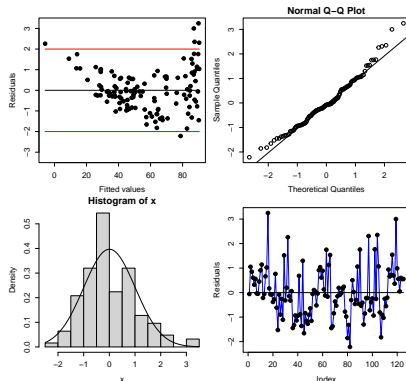 Normal Q−Q Plot
Residuals
−2 −1 0 1 2 3
0 20 40 60 80
Fitted values
Sample Quantiles
−2 −1 0 1 2 3
−2 −1 0 1 2
Theoretical Quantiles
Histogram of x
Density
0.0 0.1 0.2 0.3 0.4 0.5
−2 −1 0 1 2 3
x
Residuals
−2 −1 0 1 2 3
0 20 40 60 80 100 120
Index